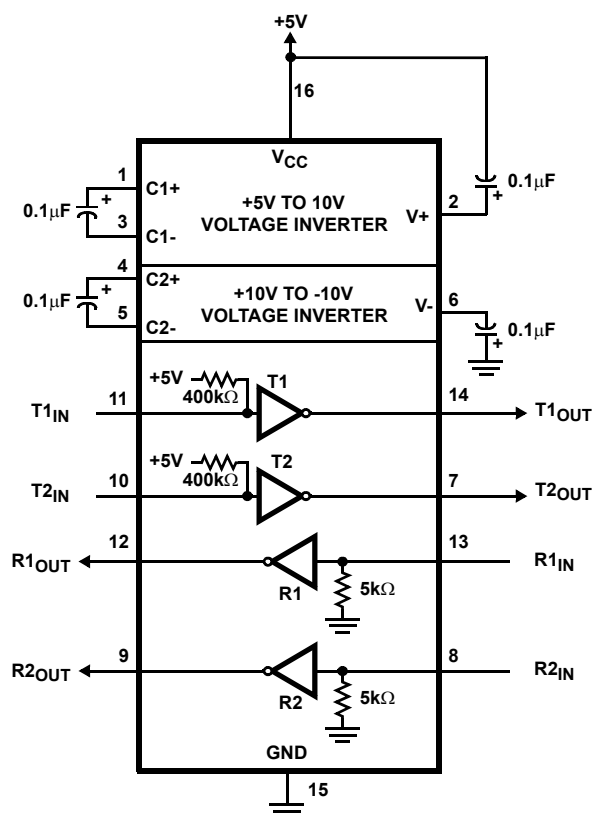 +5V
16
VCC
1
C1+
0.1µF
+
3
C1-
+5V TO 10V
VOLTAGE INVERTER
V+
2
+
0.1µF
4
C2+
0.1µF
+
5
C2-
+10V TO -10V
VOLTAGE INVERTER
V-
6
+
0.1µF
T1IN
11
+5V
400kΩ
T1
14
T1OUT
T2IN
10
+5V
400kΩ
T2
7
T2OUT
R1OUT
12
R1
13
R1IN
5kΩ
R2OUT
9
R2
8
R2IN
5kΩ
GND
15